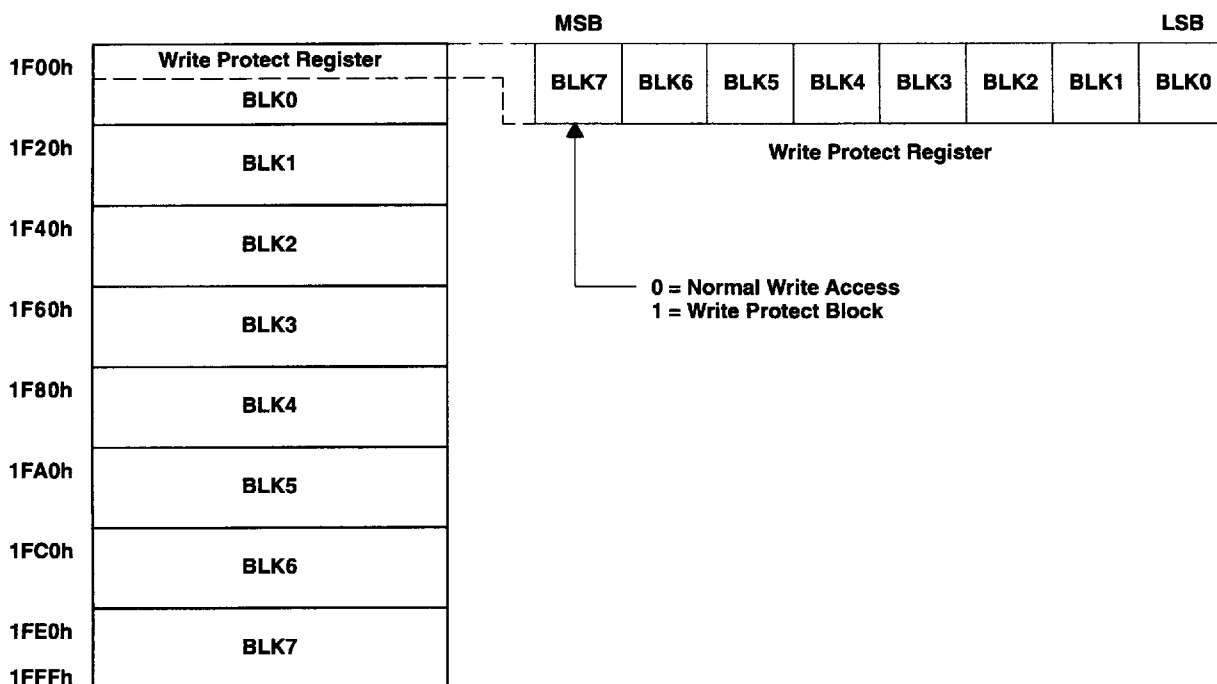 MSB LSB
1F00h Write Protect Register
BLK7 BLK6 BLK5 BLK4 BLK3 BLK2 BLK1 BLK0
BLK0
1F20h BLK1
Write Protect Register
1F40h BLK2
0 = Normal Write Access
1 = Write Protect Block
1F60h BLK3
1F80h BLK4
1FA0h BLK5
1FC0h BLK6
1FE0h BLK7
1FFFh